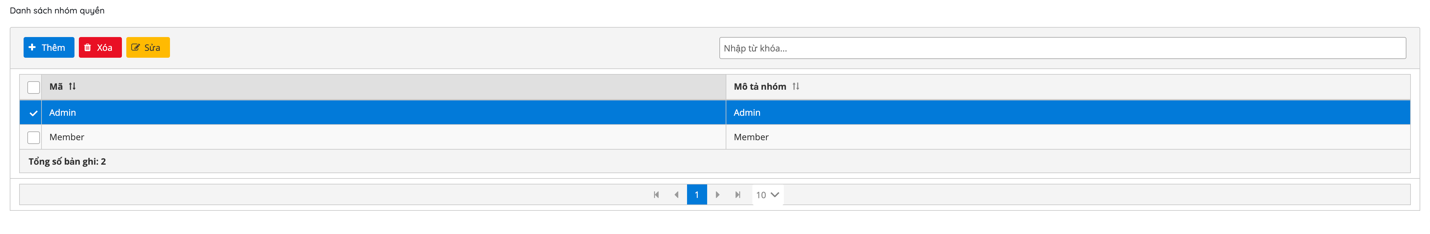 Danh sách nhóm quyền
Thêm Xóa Sửa Nhập từ khóa...
Mã Mô tả nhóm
Admin Admin
Member Member
Tổng số bản ghi: 2
1 10